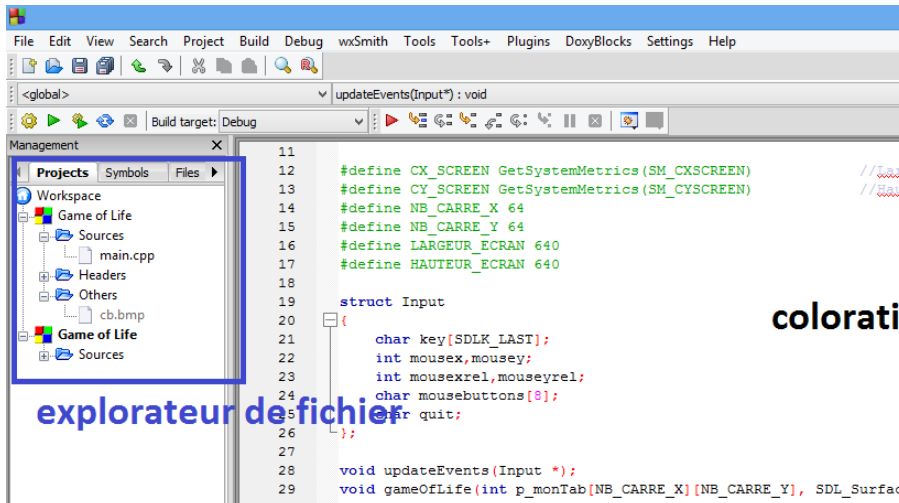 File Edit View Search Project Build Debug wxSmith Tools Tools+ Plugins DoxyBlocks Settings Help
<global> updateEvents(Input*) : void
Build target: Debug
Management
Projects Symbols Files
Workspace
Game of Life
Sources
main.cpp
Headers
Others
cb.bmp
Game of Life
Sources
explorateur de fichier
11
12 #define CX_SCREEN GetSystemMetrics(SM_CXSCREEN) //Lar
13 #define CY_SCREEN GetSystemMetrics(SM_CYSCREEN) //Hau
14 #define NB_CARRE_X 64
15 #define NB_CARRE_Y 64
16 #define LARGEUR_ECRAN 640
17 #define HAUTEUR_ECRAN 640
18
19 struct Input
20 {
21 char key[SDLK_LAST];
22 int mousex,mousey;
23 int mousexrel,mouseyrel;
24 char mousebuttons[8];
25 char quit;
26 };
27
28 void updateEvents(Input *);
29 void gameOfLife(int p_monTab[NB_CARRE_X][NB_CARRE_Y], SDL_Surfac
colorati